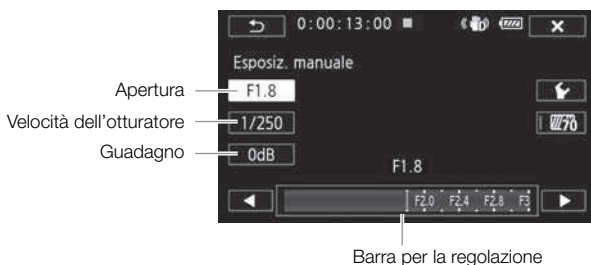 0:00:13:00
Esposiz. manuale
Apertura
F1.8
Velocità dell'otturatore
1/250
70
Guadagno
0dB
F1.8
F2.0 F2.4 F2.8 F3
Barra per la regolazione